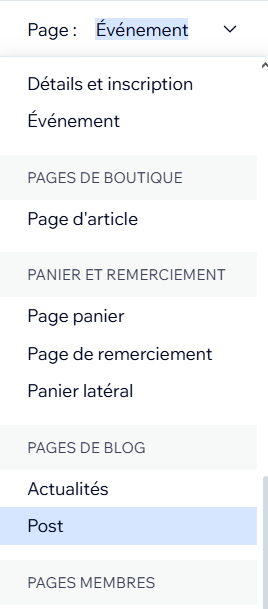 Page : Événement
Détails et inscription
Événement
PAGES DE BOUTIQUE
Page d'article
PANIER ET REMERCIEMENT
Page panier
Page de remerciement
Panier latéral
PAGES DE BLOG
Actualités
Post
PAGES MEMBRES